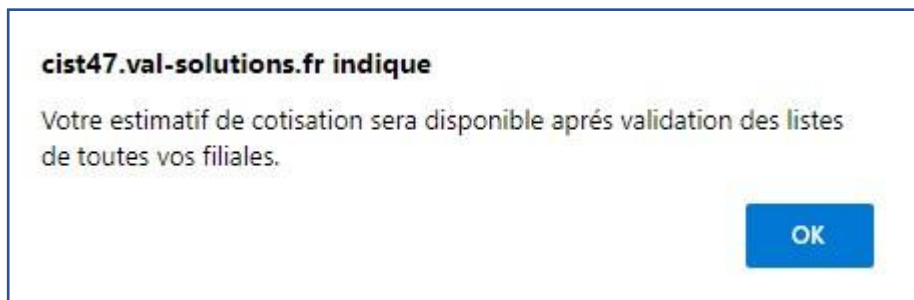 cist47.val-solutions.fr indique
Votre estimatif de cotisation sera disponible aprés validation des listes
de toutes vos filiales.
OK